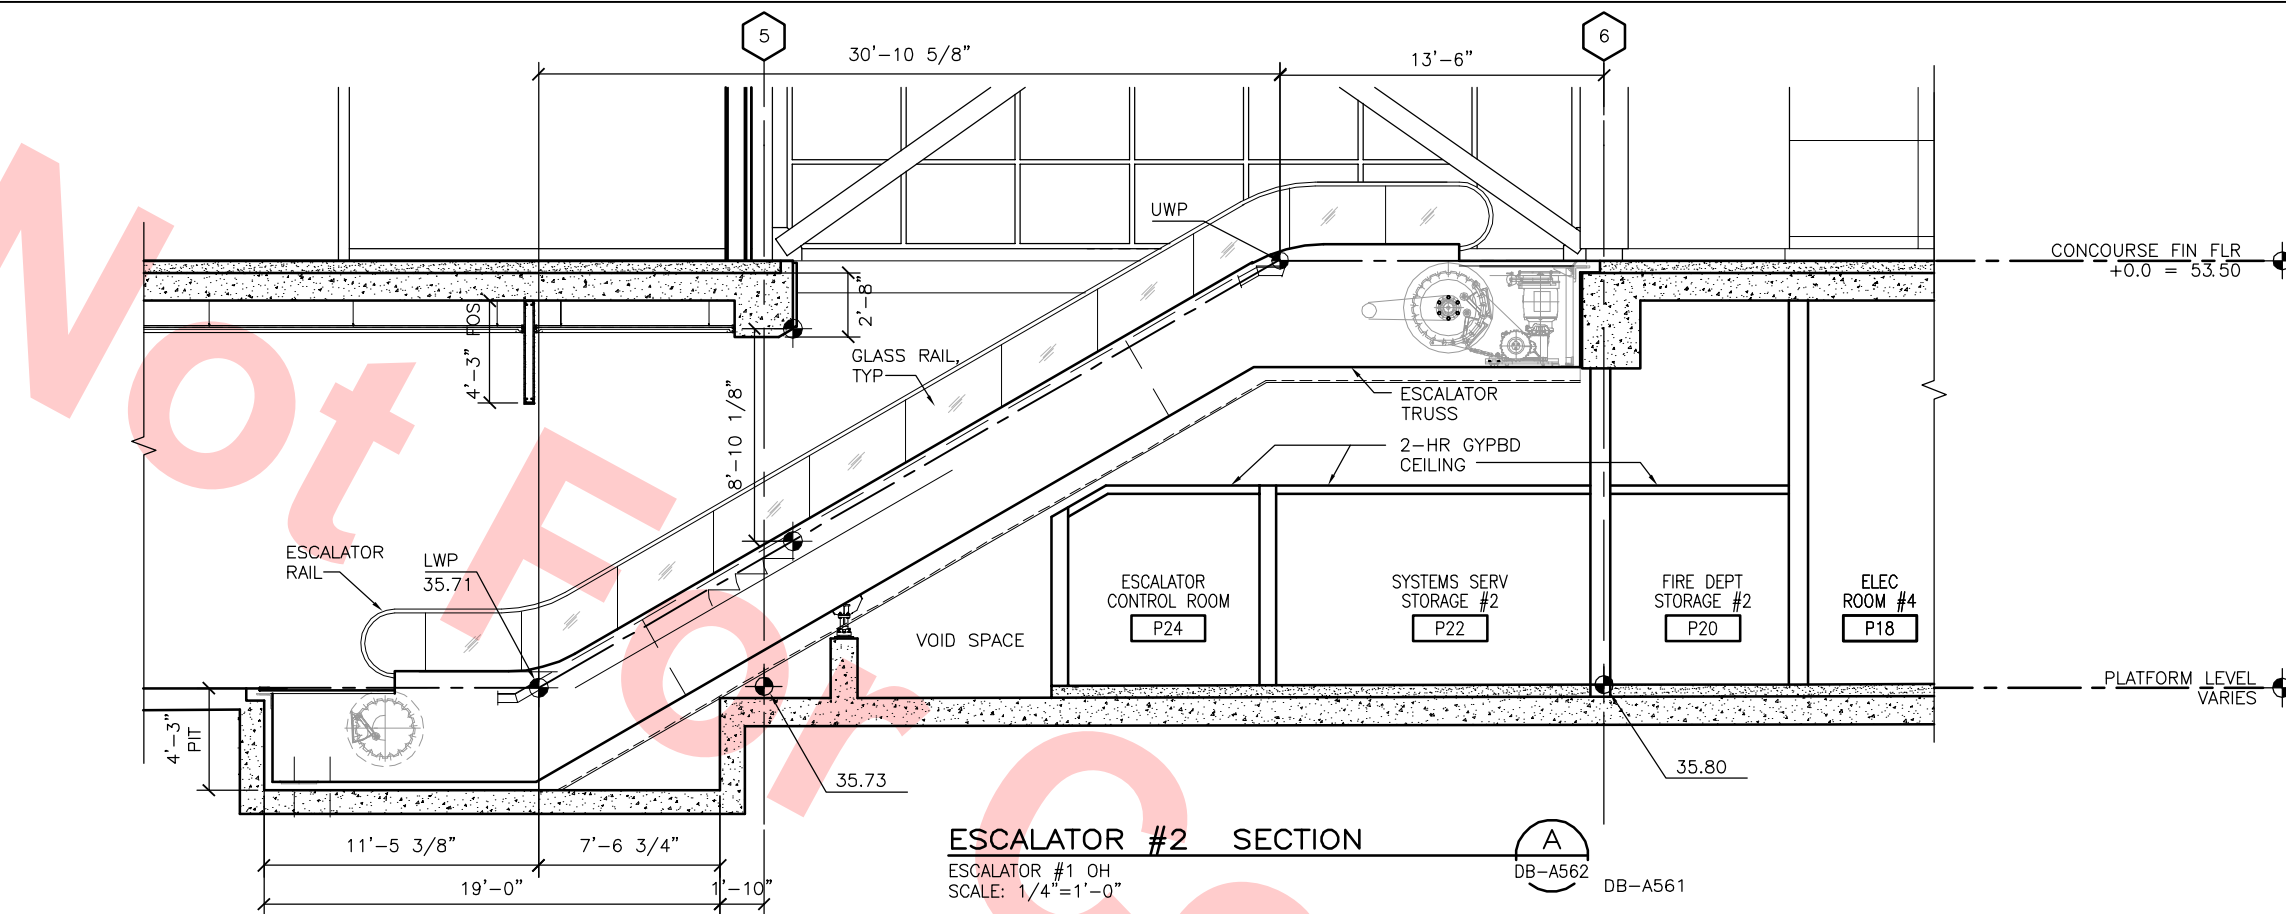 5
6
30'-10 5/8"
13'-6"
UWP
CONCOURSE FIN FLR
+0.0 = 53.50
2'-8"
4'-3" FOS
GLASS RAIL,
TYP
8'-10 1/8"
ESCALATOR
TRUSS
2-HR GYPBD
CEILING
ESCALATOR
RAIL
LWP
35.71
ESCALATOR
CONTROL ROOM
P24
SYSTEMS SERV
STORAGE #2
P22
FIRE DEPT
STORAGE #2
P20
ELEC
ROOM #4
P18
VOID SPACE
PLATFORM LEVEL
VARIES
4'-3"
PIT
35.73
35.80
11'-5 3/8"
7'-6 3/4"
19'-0"
1'-10"
ESCALATOR #2 SECTION
ESCALATOR #1 OH
SCALE: 1/4"=1'-0"
A
DB-A562
DB-A561
Not For